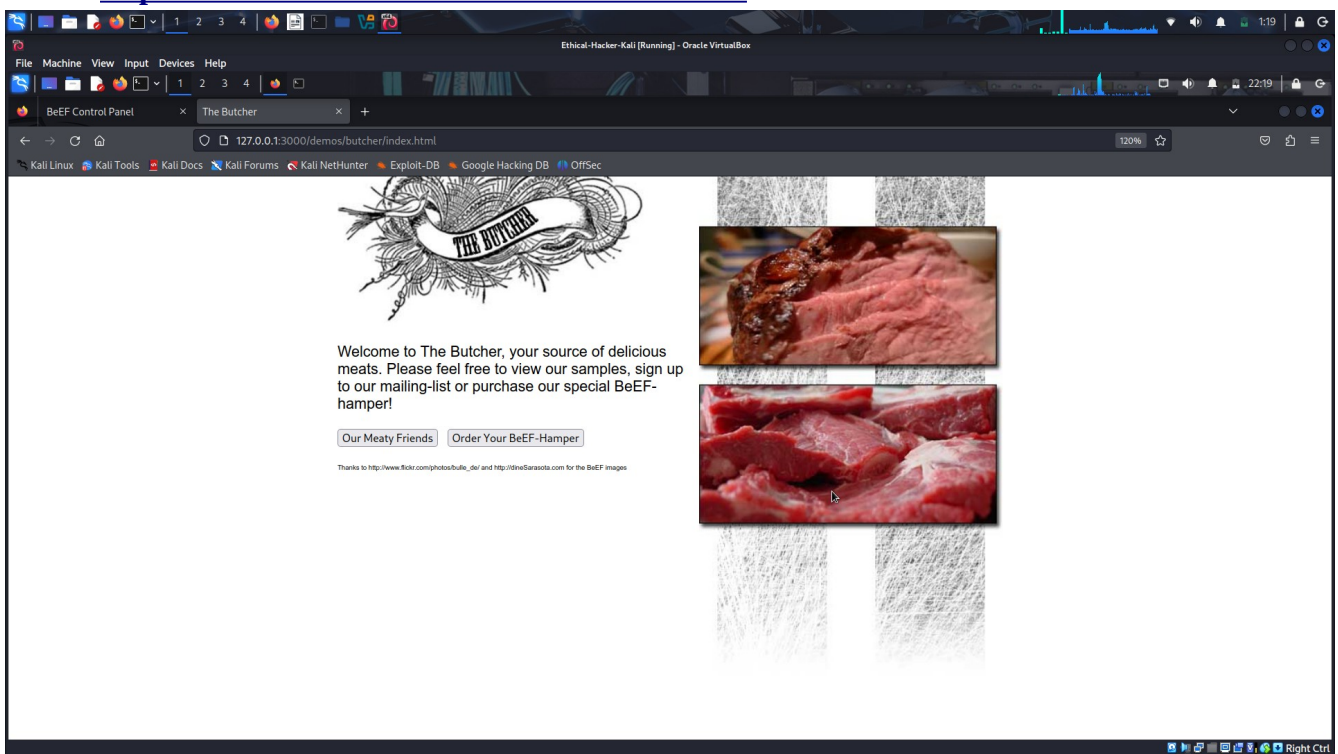 1 2 3 4 1:19
Ethical-Hacker-Kali [Running] - Oracle VirtualBox
File Machine View Input Devices Help
1 2 3 4 22:19
BeEF Control Panel The Butcher
127.0.0.1:3000/demos/butcher/index.html 120%
Kali Linux Kali Tools Kali Docs Kali Forums Kali NetHunter Exploit-DB Google Hacking DB OffSec
THE BUTCHER
Welcome to The Butcher, your source of delicious
meats. Please feel free to view our samples, sign up
to our mailing-list or purchase our special BeEF-
hamper!
Our Meaty Friends Order Your BeEF-Hamper
Thanks to http://www.flickr.com/photos/bulle_de/ and http://dineSarasota.com for the BeEF images
Right Ctrl